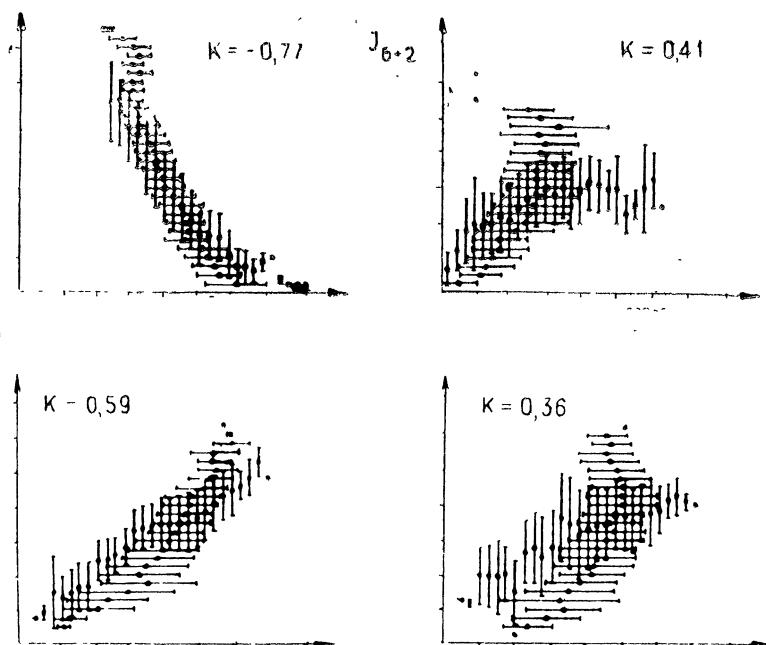 K = -0,77
J6÷2
K = 0,41
K - 0,59
K = 0,36